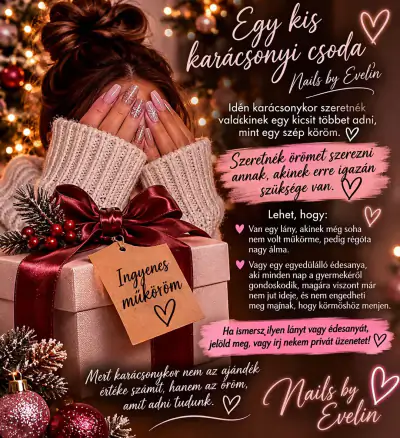 Egy kis
karácsonyi csoda
Nails by Evelin
Idén karácsonykor szeretnék
valakinek egy kicsit többet adni,
mint egy szép köröm.
Szeretnék örömet szerezni
annak, akinek erre igazán
szüksége van.
Lehet, hogy:
Van egy lány, akinek még soha
nem volt műkörme, pedig régóta
nagy álma.
Vagy egy egyedülálló édesanya,
aki minden nap a gyermekéről
gondoskodik, magára viszont már
nem jut ideje, és nem engedheti
meg magnak, hogy körmöshöz menjen.
Ha ismersz ilyen lányt vagy édesanyát,
jelöld meg, vagy írj nekem privát üzenetet!
Ingyenes
műköröm
Mert karácsonykor nem az ajándék
értéke számít, hanem az öröm,
amit adni tudunk.
Nails by
Evelin